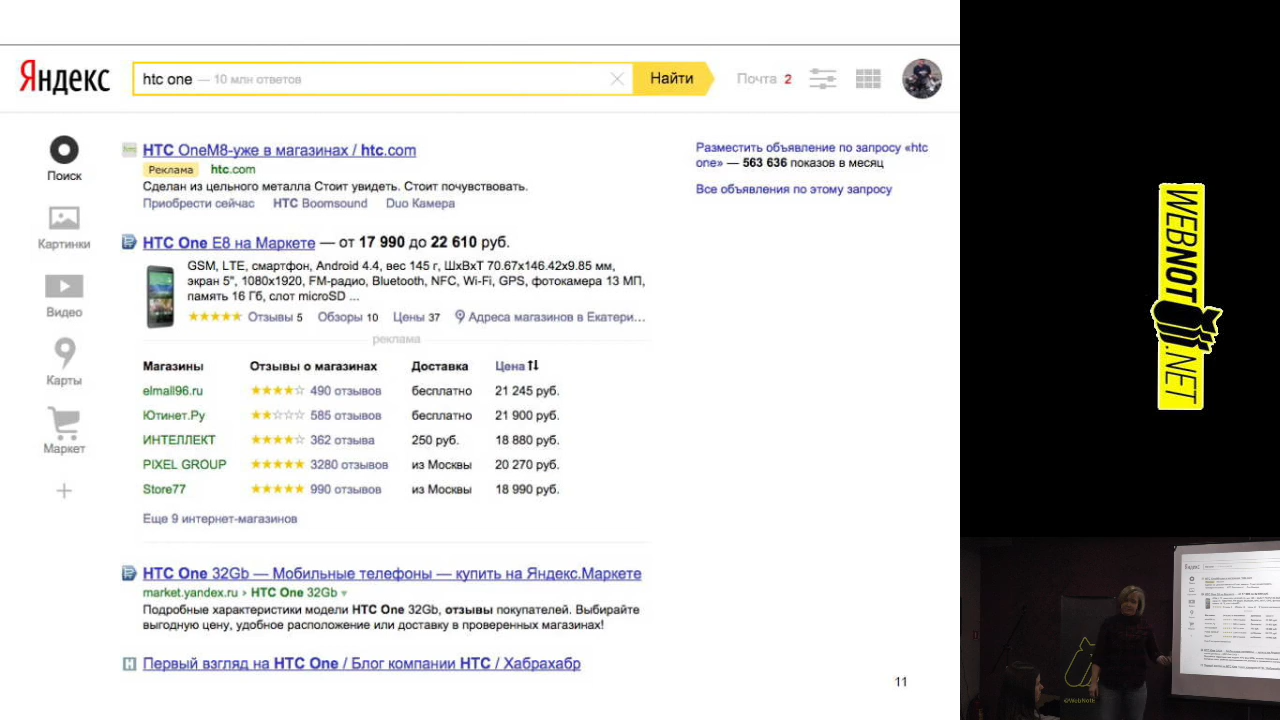 Яндекс
htc one — 10 млн ответов
Найти
Почта 2
Поиск
Картинки
Видео
Карты
Маркет
HTC OneM8-уже в магазинах / htc.com
Реклама htc.com
Сделан из цельного металла Стоит увидеть. Стоит почувствовать.
Приобрести сейчас HTC Boomsound Duo Камера
HTC One E8 на Маркете — от 17 990 до 22 610 руб.
GSM, LTE, смартфон, Android 4.4, вес 145 г, ШхВхТ 70.67x146.42x9.85 мм,
экран 5", 1080x1920, FM-радио, Bluetooth, NFC, Wi-Fi, GPS, фотокамера 13 МП,
память 16 Гб, слот microSD ...
Отзывы 5 Обзоры 10 Цены 37 Адреса магазинов в Екатери...
реклама
Магазины Отзывы о магазинах Доставка Цена
elmall96.ru 490 отзывов бесплатно 21 245 руб.
Ютинет.Ру 585 отзывов бесплатно 21 900 руб.
ИНТЕЛЛЕКТ 362 отзыва 250 руб. 18 880 руб.
PIXEL GROUP 3280 отзывов из Москвы 20 270 руб.
Store77 990 отзывов из Москвы 18 990 руб.
Еще 9 интернет-магазинов
HTC One 32Gb — Мобильные телефоны — купить на Яндекс.Маркете
market.yandex.ru › HTC One 32Gb
Подробные характеристики модели HTC One 32Gb, отзывы покупателей. Выбирайте
выгодную цену, удобное расположение или доставку в проверенных магазинах!
H Первый взгляд на HTC One / Блог компании HTC / Хабрахабр
11
Разместить объявление по запросу «htc
one» — 563 636 показов в месяц
Все объявления по этому запросу
WEBNOT.NET
Яндекс